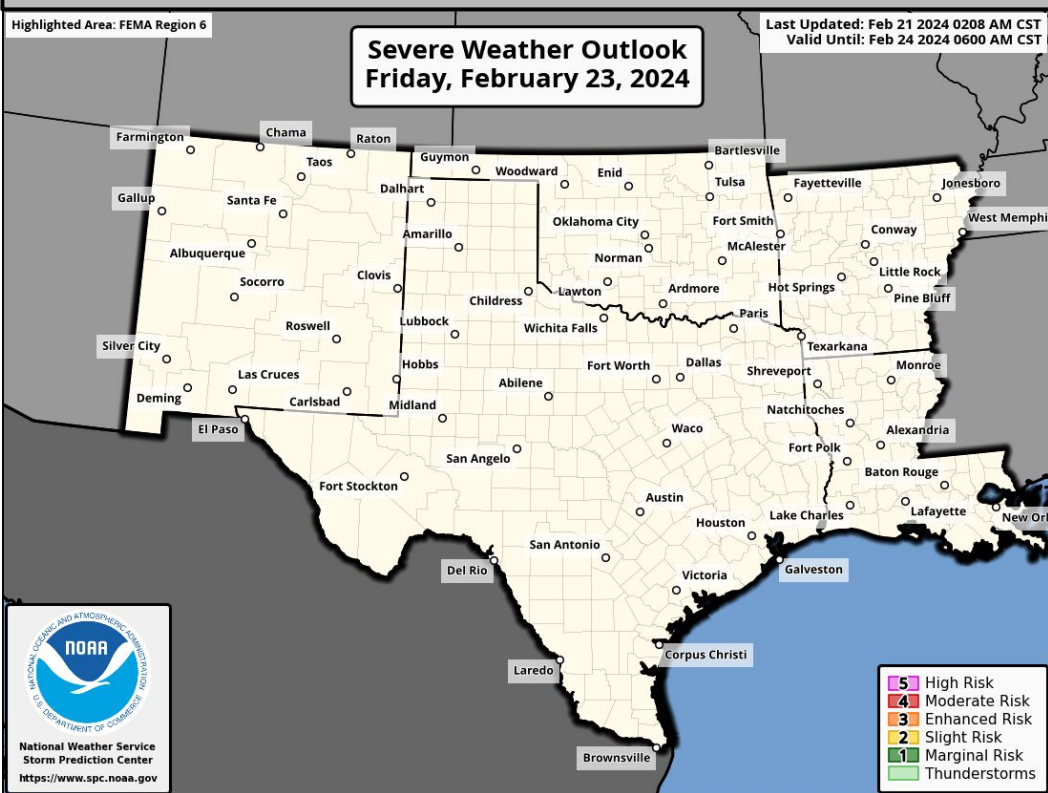 Highlighted Area: FEMA Region 6
Last Updated: Feb 21 2024 0208 AM CST
Valid Until: Feb 24 2024 0600 AM CST
Severe Weather Outlook
Friday, February 23, 2024
Farmington
Chama
Raton
Taos
Guymon
Woodward
Enid
Bartlesville
Tulsa
Fayetteville
Jonesboro
Gallup
Santa Fe
Dalhart
Oklahoma City
Fort Smith
West Memphi
Albuquerque
Amarillo
Norman
McAlester
Conway
Socorro
Clovis
Childress
Lawton
Ardmore
Hot Springs
Little Rock
Pine Bluff
Roswell
Lubbock
Wichita Falls
Paris
Texarkana
Silver City
Hobbs
Fort Worth
Dallas
Shreveport
Monroe
Las Cruces
Abilene
Deming
Carlsbad
Midland
Natchitoches
El Paso
Waco
Alexandria
San Angelo
Fort Polk
Fort Stockton
Baton Rouge
Austin
Houston
Lake Charles
Lafayette
New Orl
San Antonio
Del Rio
Galveston
Victoria
Laredo
Corpus Christi
Brownsville
NATIONAL OCEANIC AND ATMOSPHERIC ADMINISTRATION
NOAA
U.S. DEPARTMENT OF COMMERCE
National Weather Service
Storm Prediction Center
https://www.spc.noaa.gov
5 High Risk
4 Moderate Risk
3 Enhanced Risk
2 Slight Risk
1 Marginal Risk
Thunderstorms